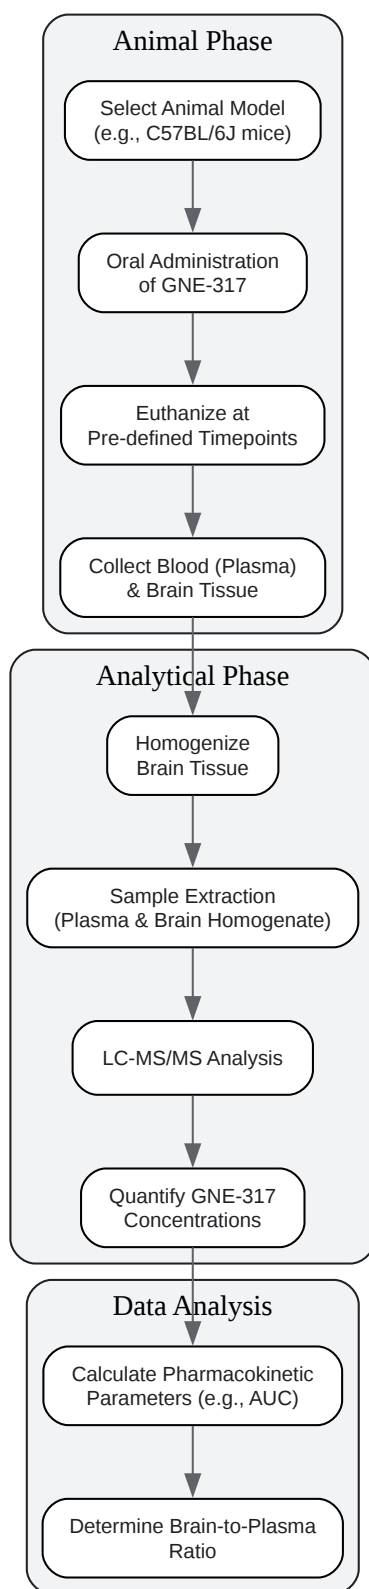 Animal Phase
Select Animal Model
(e.g., C57BL/6J mice)
Oral Administration
of GNE-317
Euthanize at
Pre-defined Timepoints
Collect Blood (Plasma)
& Brain Tissue
Analytical Phase
Homogenize
Brain Tissue
Sample Extraction
(Plasma & Brain Homogenate)
LC-MS/MS Analysis
Quantify GNE-317
Concentrations
Data Analysis
Calculate Pharmacokinetic
Parameters (e.g., AUC)
Determine Brain-to-Plasma
Ratio